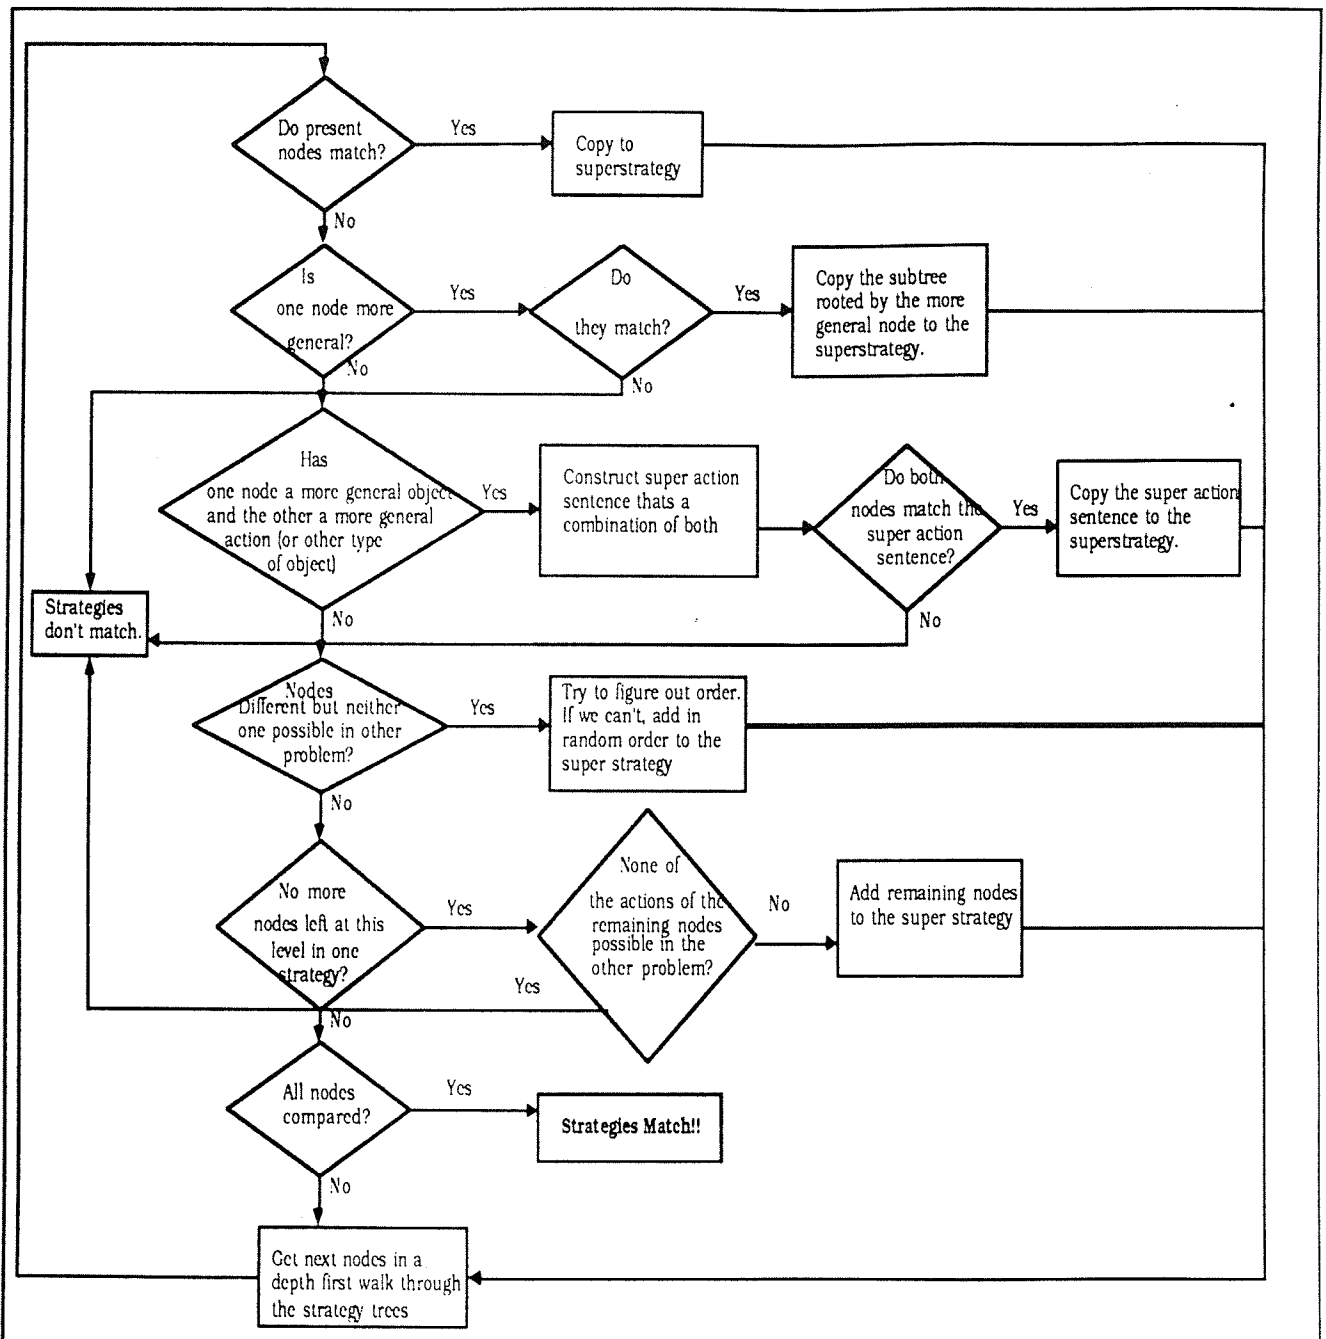 Do present
nodes match?
Yes
Copy to
superstrategy
No
Is
one node more
general?
Yes
Do
they match?
Yes
Copy the subtree
rooted by the more
general node to the
superstrategy.
No
No
Has
one node a more general object
and the other a more general
action (or other type
of object)
Yes
Construct super action
sentence thats a
combination of both
Do both
nodes match the
super action
sentence?
Yes
Copy the super action
sentence to the
superstrategy.
Strategies
don't match.
No
No
Nodes
Different but neither
one possible in other
problem?
Yes
Try to figure out order.
If we can't, add in
random order to the
super strategy
No
No more
nodes left at this
level in one
strategy?
Yes
None of
the actions of the
remaining nodes
possible in the
other problem?
No
Add remaining nodes
to the super strategy
Yes
No
All nodes
compared?
Yes
Strategies Match!!
No
Get next nodes in a
depth first walk through
the strategy trees